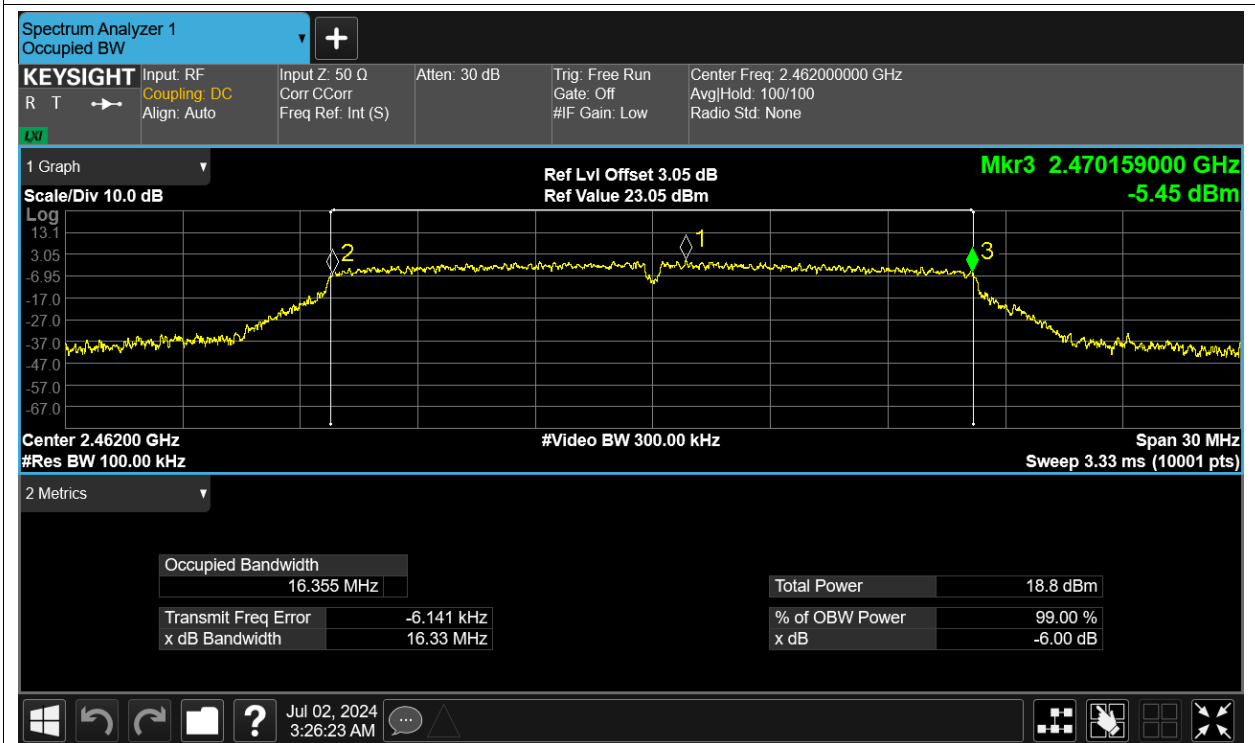 Spectrum Analyzer 1
Occupied BW
KEYSIGHT
R T
LXI
Input: RF
Coupling: DC
Align: Auto
Input Z: 50 Ω
Corr CCorr
Freq Ref: Int (S)
Atten: 30 dB
Trig: Free Run
Gate: Off
#IF Gain: Low
Center Freq: 2.462000000 GHz
Avg|Hold: 100/100
Radio Std: None
1 Graph
Scale/Div 10.0 dB
Ref Lvl Offset 3.05 dB
Ref Value 23.05 dBm
Mkr3 2.470159000 GHz
-5.45 dBm
Log
13.1
3.05
-6.95
-17.0
-27.0
-37.0
-47.0
-57.0
-67.0
2
1
3
Center 2.46200 GHz
#Res BW 100.00 kHz
#Video BW 300.00 kHz
Span 30 MHz
Sweep 3.33 ms (10001 pts)
2 Metrics
Occupied Bandwidth
16.355 MHz
Transmit Freq Error -6.141 kHz
x dB Bandwidth 16.33 MHz
Total Power 18.8 dBm
% of OBW Power 99.00 %
x dB -6.00 dB
?
Jul 02, 2024
3:26:23 AM